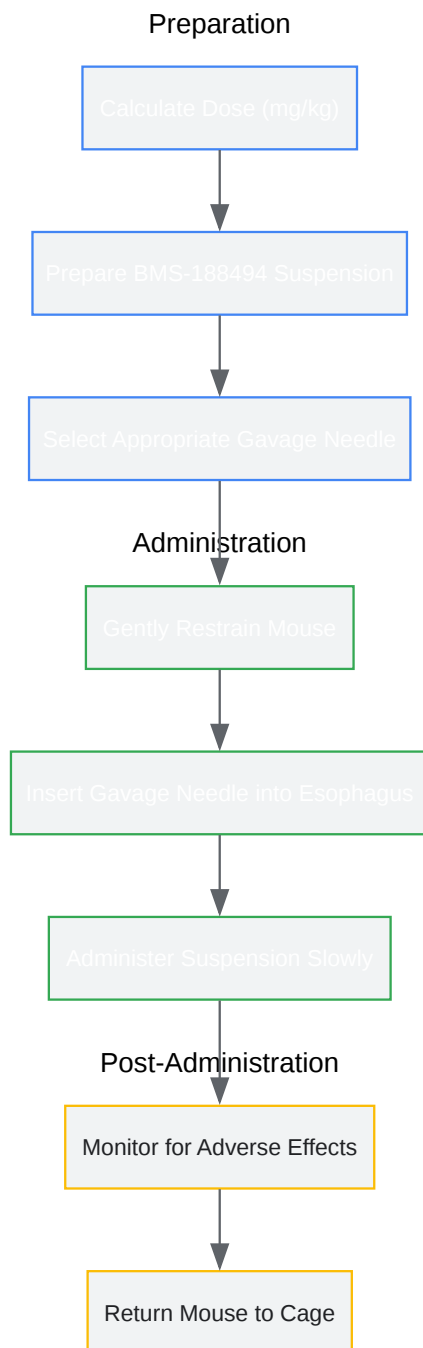 Preparation
Calculate Dose (mg/kg)
Prepare BMS-188494 Suspension
Select Appropriate Gavage Needle
Administration
Gently Restrain Mouse
Insert Gavage Needle into Esophagus
Administer Suspension Slowly
Post-Administration
Monitor for Adverse Effects
Return Mouse to Cage